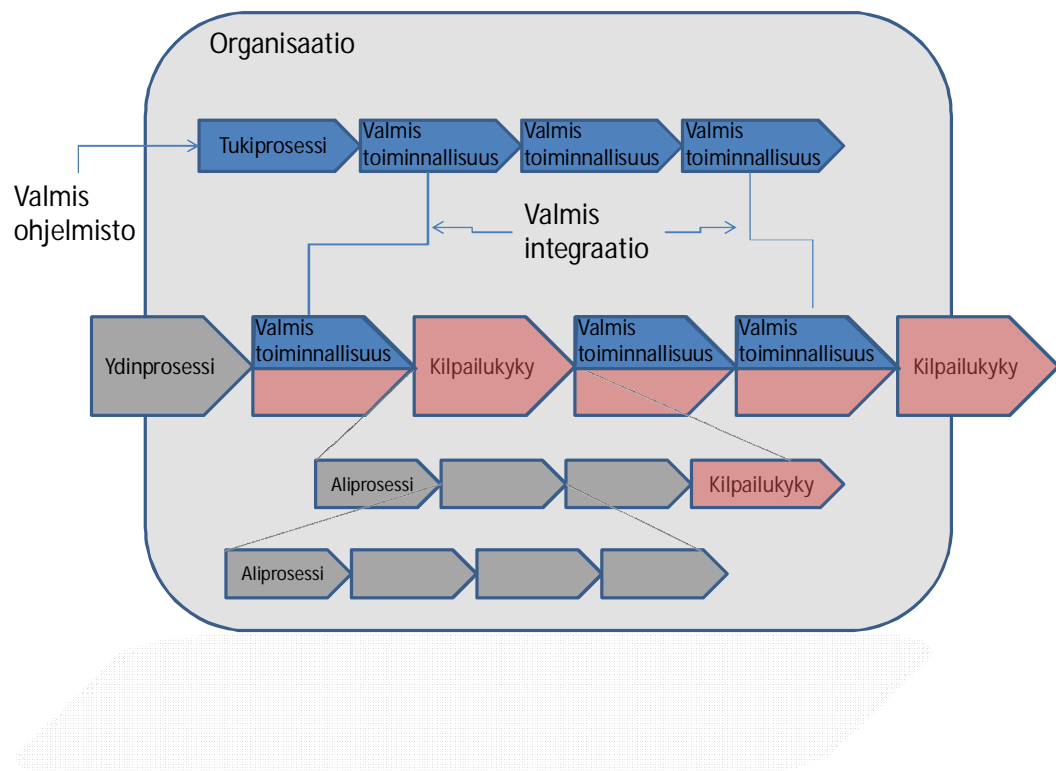 Organisaatio
Tukiprosessi
Valmis
toiminnallisuus
Valmis
toiminnallisuus
Valmis
toiminnallisuus
Valmis
ohjelmisto
Valmis
integraatio
Ydinprosessi
Valmis
toiminnallisuus
Kilpailukyky
Valmis
toiminnallisuus
Valmis
toiminnallisuus
Kilpailukyky
Aliprosessi
Kilpailukyky
Aliprosessi